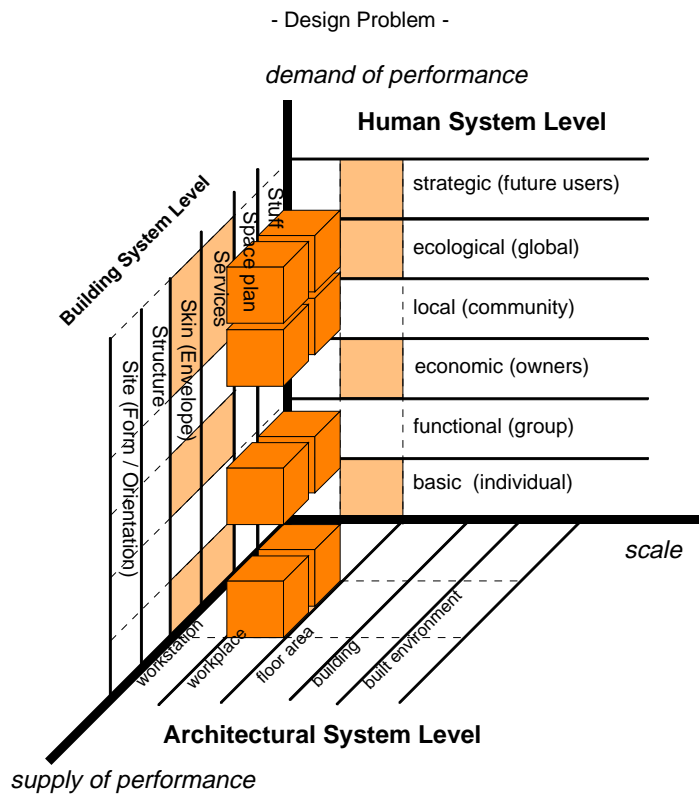 - Design Problem -
demand of performance
Human System Level
Building System Level
strategic (future users)
ecological (global)
local (community)
economic (owners)
functional (group)
basic (individual)
Stuff
Space plan
Services
Skin (Envelope)
Structure
Site (Form / Orientation)
scale
workstation
workplace
floor area
building
built environment
Architectural System Level
supply of performance